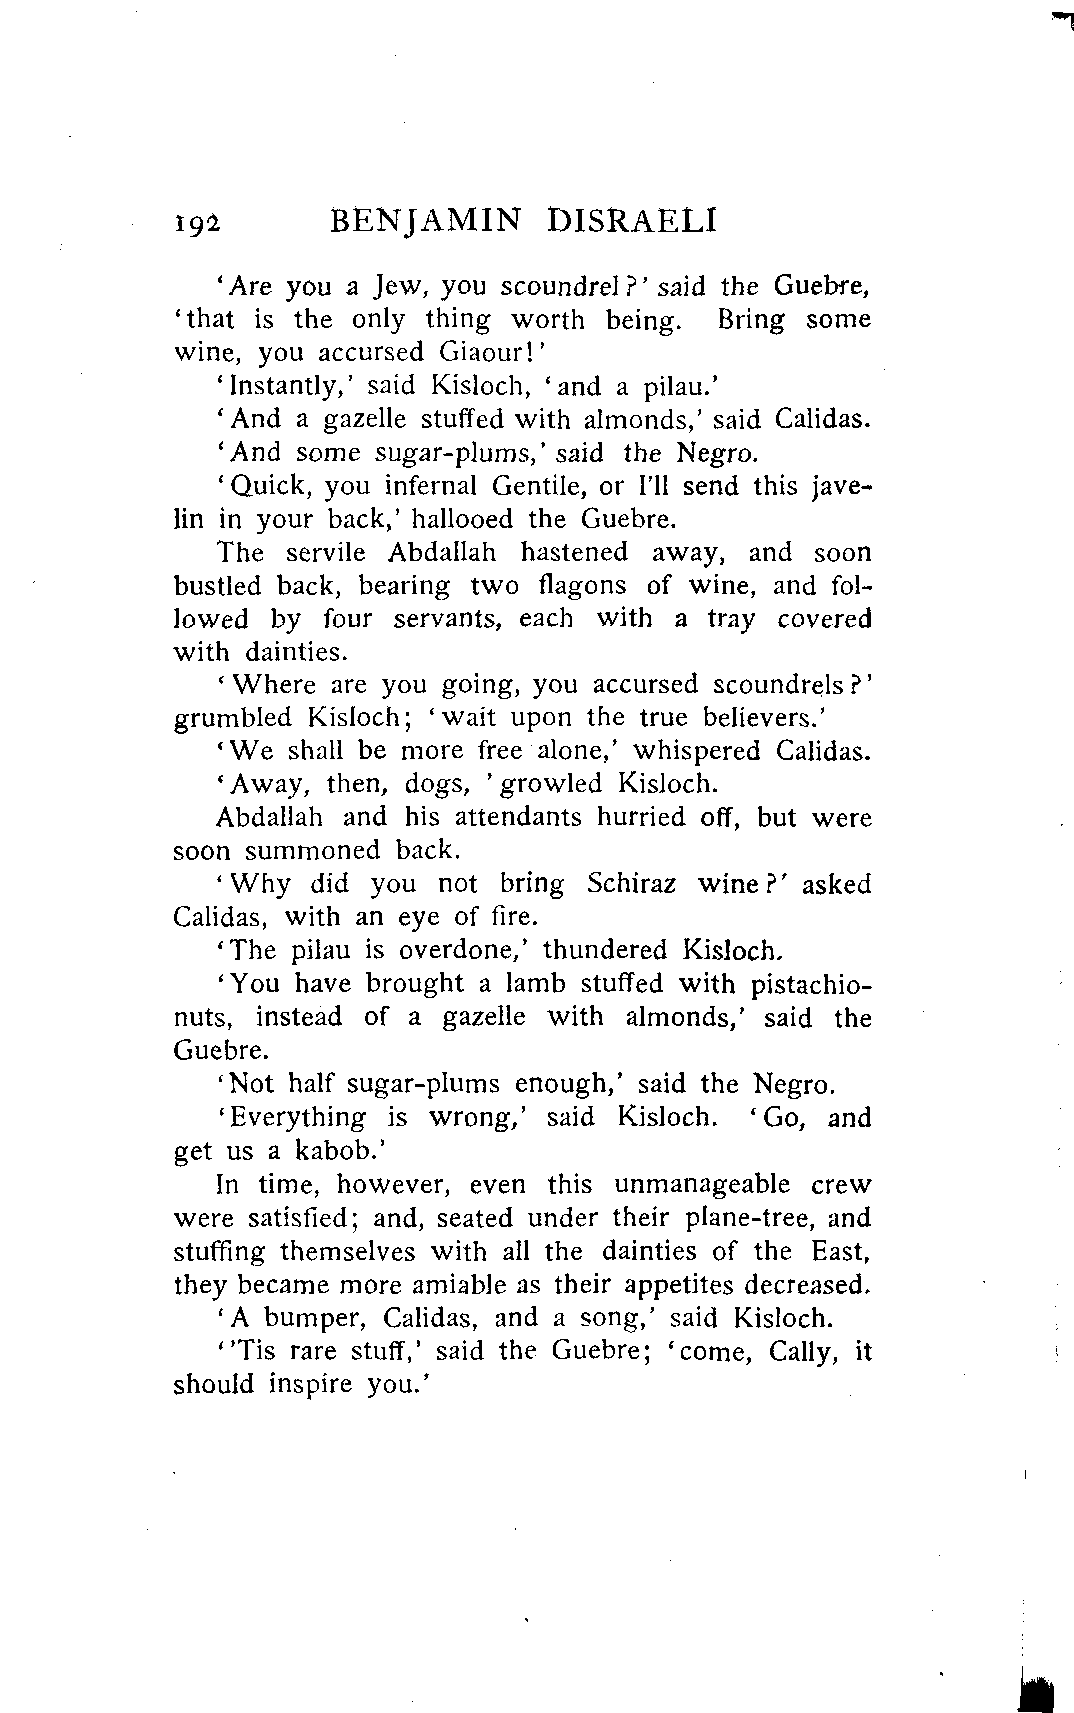 192 BENJAMIN DISRAELI
‘Are you a Jew, you scoundrel?’ said the Guebre,
‘that is the only thing worth being. Bring some
wine, you accursed Giaour!’
‘Instantly,’ said Kisloch, ‘and a pilau.’
‘And a gazelle stuffed with almonds,’ said Calidas.
‘And some sugar-plums,’ said the Negro.
‘Quick, you infernal Gentile, or I'll send this jave-
lin in your back,’ hallooed the Guebre.
The servile Abdallah hastened away, and soon
bustled back, bearing two flagons of wine, and fol-
lowed by four servants, each with a tray covered
with dainties.
‘Where are you going, you accursed scoundrels?’
grumbled Kisloch; ‘wait upon the true believers.’
‘We shall be more free alone,’ whispered Calidas.
‘Away, then, dogs, ’ growled Kisloch.
Abdallah and his attendants hurried off, but were
soon summoned back.
‘Why did you not bring Schiraz wine?’ asked
Calidas, with an eye of fire.
‘The pilau is overdone,’ thundered Kisloch.
‘You have brought a lamb stuffed with pistachio-
nuts, instead of a gazelle with almonds,’ said the
Guebre.
‘Not half sugar-plums enough,’ said the Negro.
‘Everything is wrong,’ said Kisloch. ‘Go, and
get us a kabob.’
In time, however, even this unmanageable crew
were satisfied; and, seated under their plane-tree, and
stuffing themselves with all the dainties of the East,
they became more amiable as their appetites decreased.
‘A bumper, Calidas, and a song,’ said Kisloch.
‘'Tis rare stuff,’ said the Guebre; ‘come, Cally, it
should inspire you.’